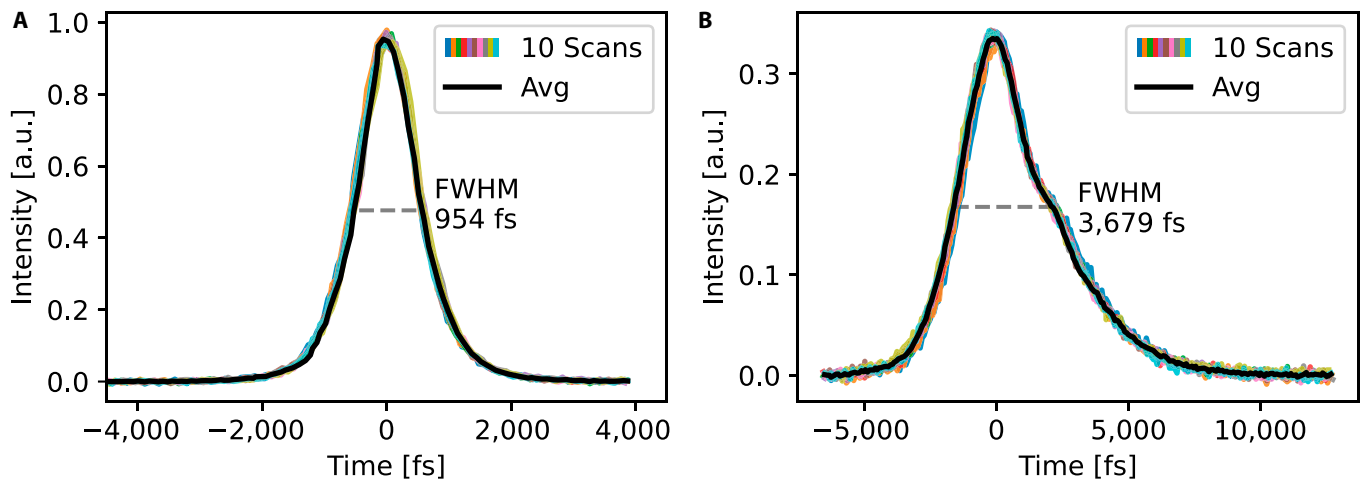 A
1.0
0.8
0.6
0.4
0.2
0.0
Intensity [a.u.]
10 Scans
Avg
FWHM
954 fs
−4,000
−2,000
0
2,000
4,000
Time [fs]
B
0.3
0.2
0.1
0.0
Intensity [a.u.]
10 Scans
Avg
FWHM
3,679 fs
−5,000
0
5,000
10,000
Time [fs]